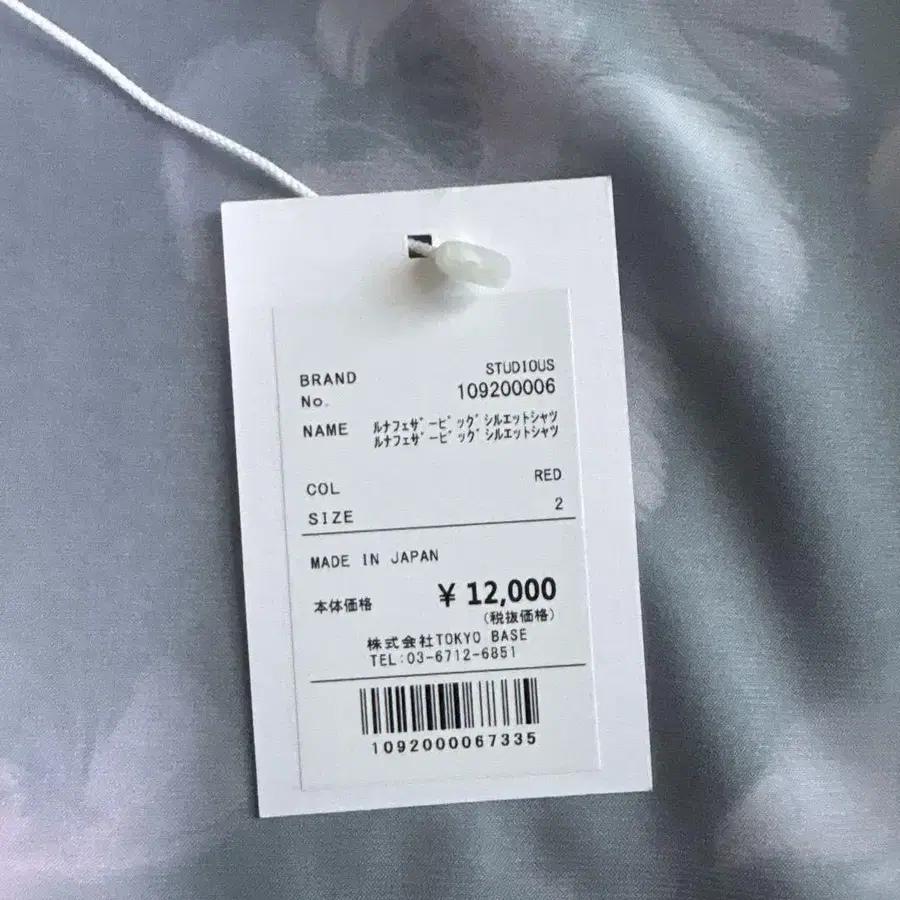 BRAND STUDIOUS
No. 109200006
NAME ルナフェザービッグシルエットシャツ
ルナフェザービッグシルエットシャツ
COL RED
SIZE 2
MADE IN JAPAN
本体価格 ¥ 12,000
(税抜価格)
株式会社TOKYO BASE
TEL:03-6712-6851
1092000067335